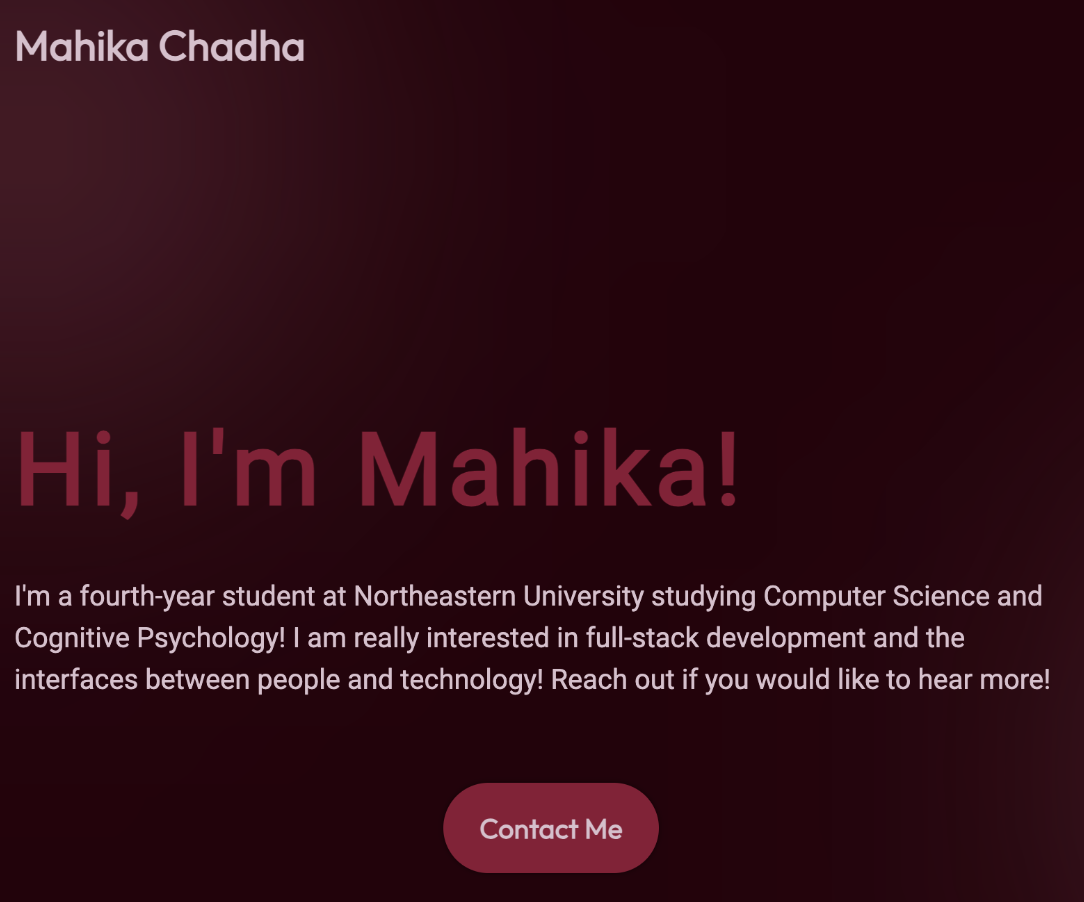 Mahika Chadha
Hi, I'm Mahika!
I'm a fourth-year student at Northeastern University studying Computer Science and
Cognitive Psychology! I am really interested in full-stack development and the
interfaces between people and technology! Reach out if you would like to hear more!
Contact Me